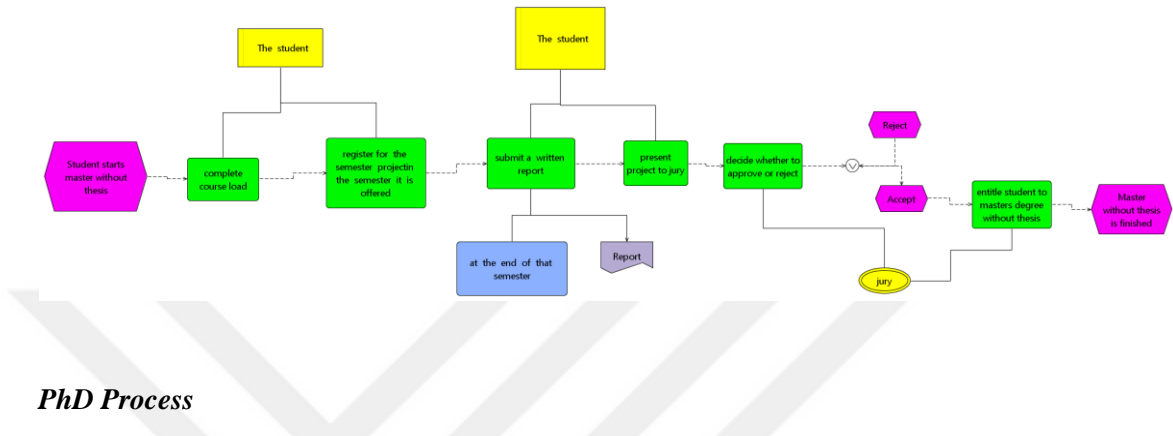 The student
The student
Student starts
master without
thesis
complete
course load
register for the
semester projectin
the semester it is
offered
submit a written
report
present
project to jury
decide whether to
approve or reject
Reject
Accept
entitle student to
masters degree
without thesis
Master
without thesis
is finished
at the end of that
semester
Report
jury
PhD Process